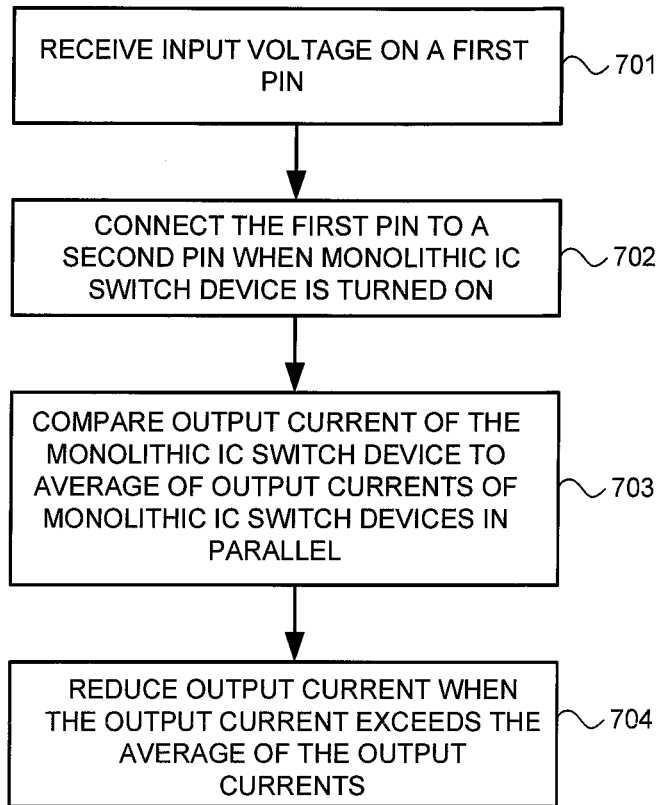 RECEIVE INPUT VOLTAGE ON A FIRST
PIN
701
CONNECT THE FIRST PIN TO A
SECOND PIN WHEN MONOLITHIC IC
SWITCH DEVICE IS TURNED ON
702
COMPARE OUTPUT CURRENT OF THE
MONOLITHIC IC SWITCH DEVICE TO
AVERAGE OF OUTPUT CURRENTS OF
MONOLITHIC IC SWITCH DEVICES IN
PARALLEL
703
REDUCE OUTPUT CURRENT WHEN
THE OUTPUT CURRENT EXCEEDS THE
AVERAGE OF THE OUTPUT
CURRENTS
704